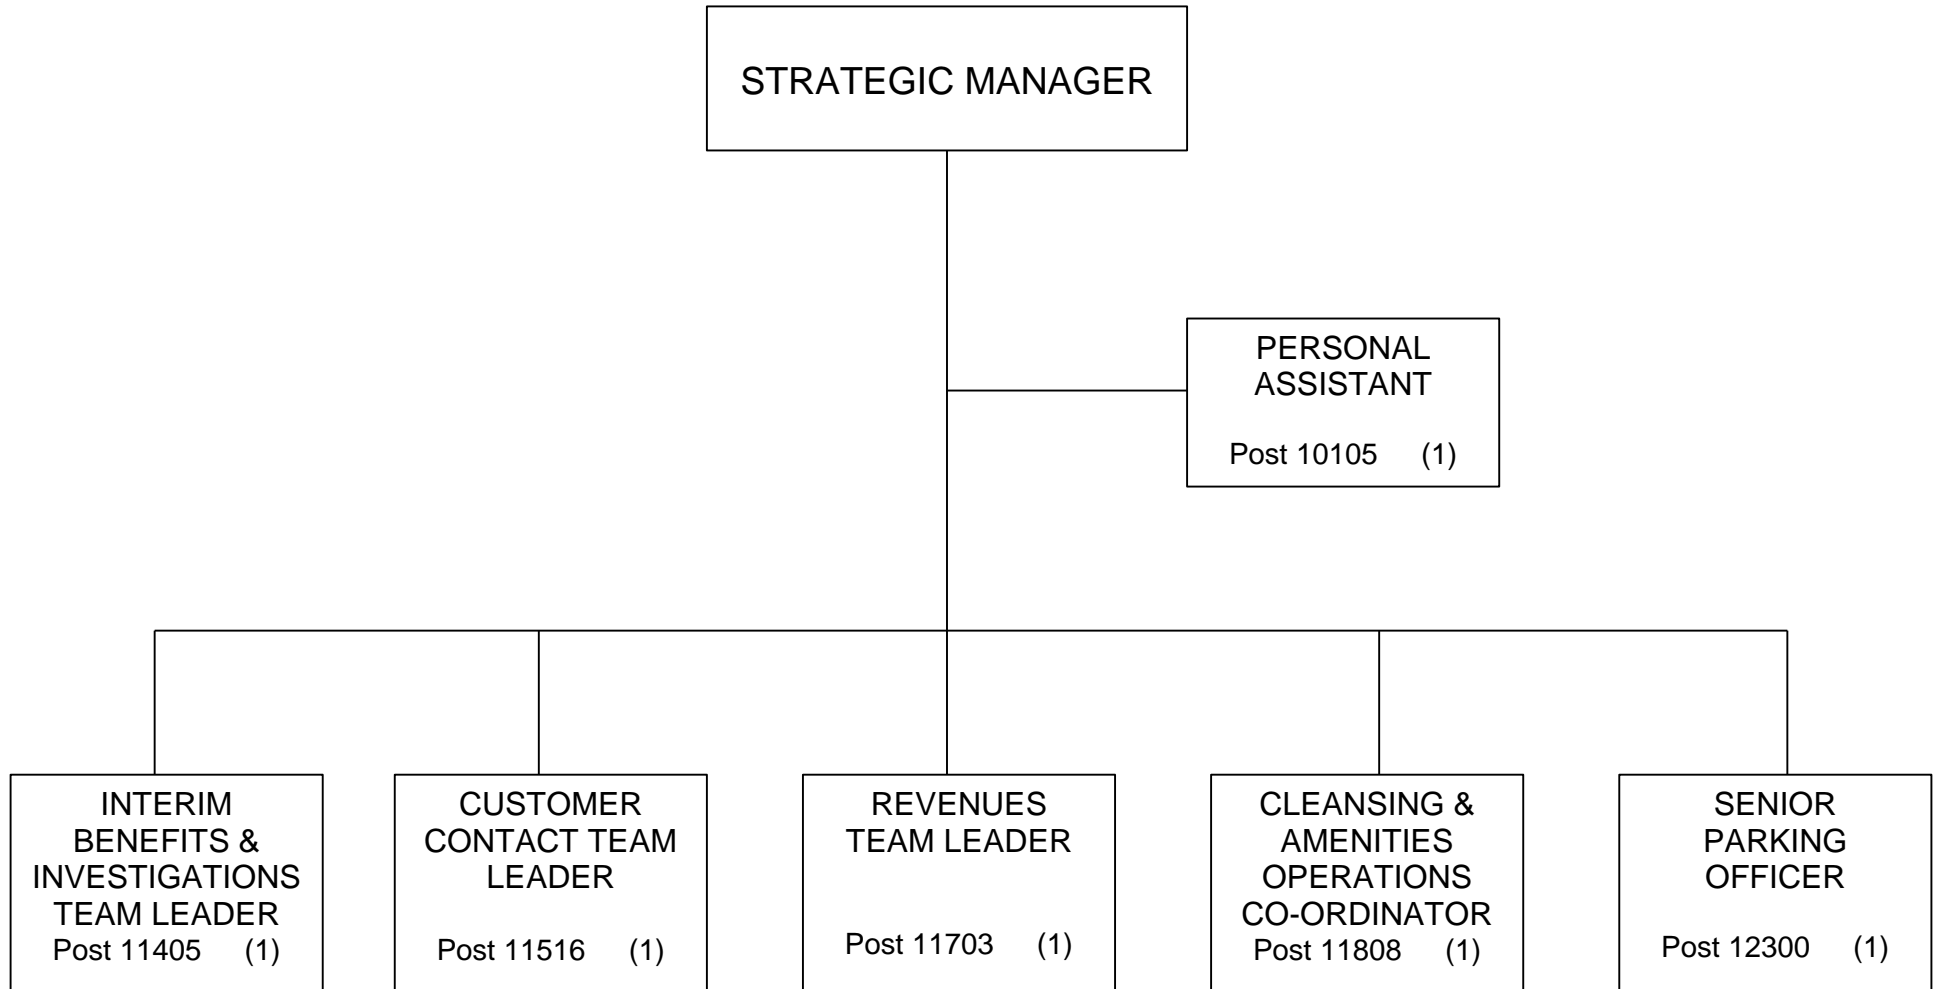 STRATEGIC MANAGER
PERSONAL
ASSISTANT
Post 10105 (1)
INTERIM
BENEFITS &
INVESTIGATIONS
TEAM LEADER
Post 11405 (1)
CUSTOMER
CONTACT TEAM
LEADER
Post 11516 (1)
REVENUES
TEAM LEADER
Post 11703 (1)
CLEANSING &
AMENITIES
OPERATIONS
CO-ORDINATOR
Post 11808 (1)
SENIOR
PARKING
OFFICER
Post 12300 (1)